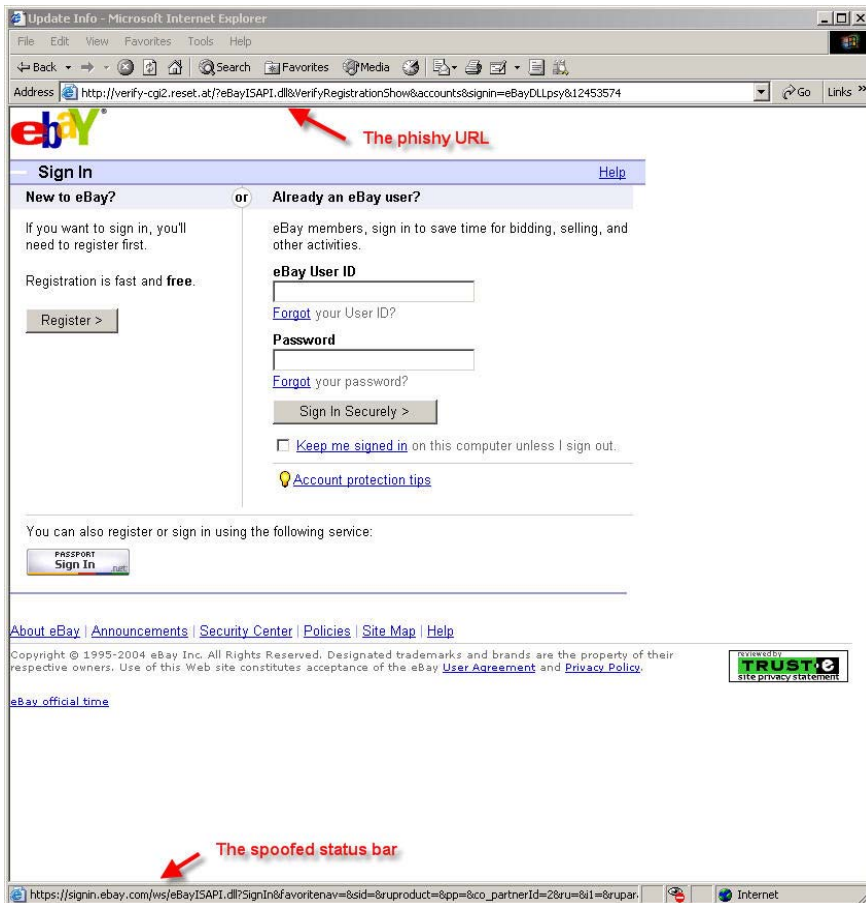 Update Info - Microsoft Internet Explorer
File Edit View Favorites Tools Help
Back Search Favorites Media
Address http://verify-cgi2.reset.at/?eBayISAPI.dll&VerifyRegistrationShow&accounts&signin=eBayDLLpsy&12453574 Go Links »
The phishy URL
ebay
Sign In Help
New to eBay? or Already an eBay user?
If you want to sign in, you'll
need to register first.
Registration is fast and free.
Register >
eBay members, sign in to save time for bidding, selling, and
other activities.
eBay User ID
Forgot your User ID?
Password
Forgot your password?
Sign In Securely >
Keep me signed in on this computer unless I sign out.
Account protection tips
You can also register or sign in using the following service:
PASSPORT
Sign In .net
About eBay | Announcements | Security Center | Policies | Site Map | Help
Copyright © 1995-2004 eBay Inc. All Rights Reserved. Designated trademarks and brands are the property of their
respective owners. Use of this Web site constitutes acceptance of the eBay User Agreement and Privacy Policy.
reviewed by
TRUSTe
site privacy statement
eBay official time
The spoofed status bar
https://signin.ebay.com/ws/eBayISAPI.dll?SignIn&favoritenav=&sid=&ruproduct=&pp=&co_partnerId=2&ru=&i1=&rupar. Internet